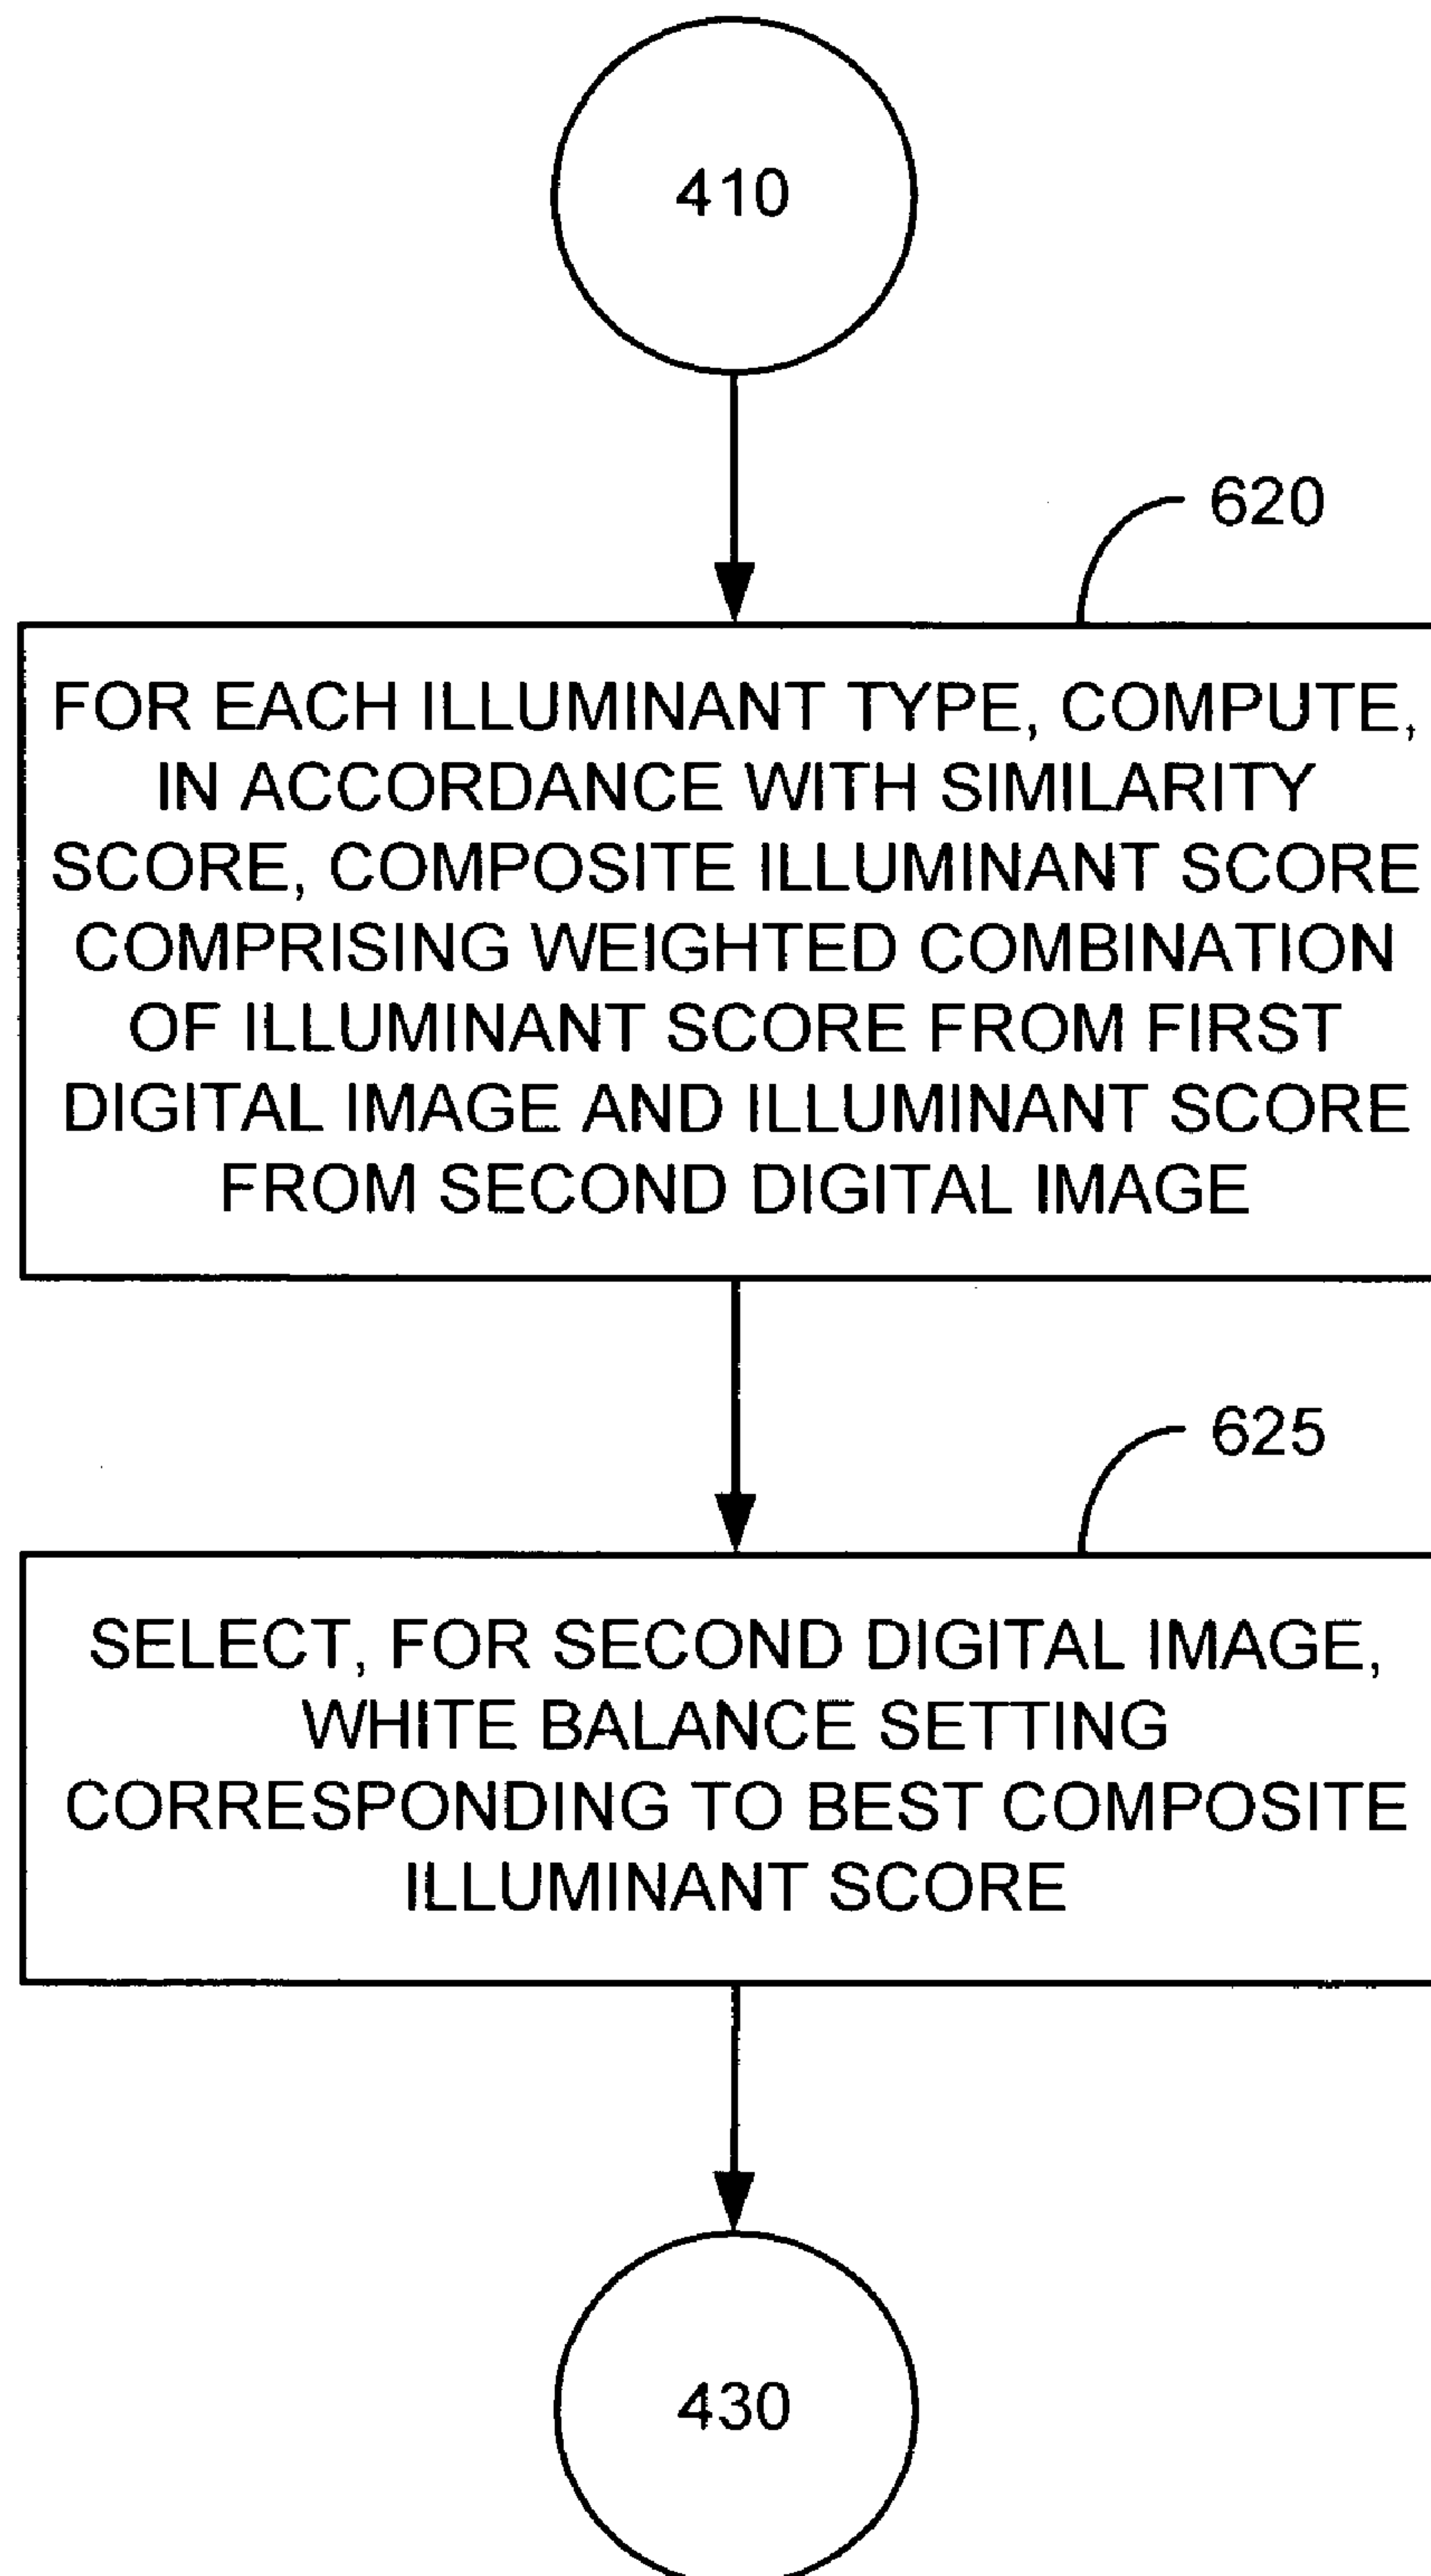 410
620
FOR EACH ILLUMINANT TYPE, COMPUTE,
IN ACCORDANCE WITH SIMILARITY
SCORE, COMPOSITE ILLUMINANT SCORE
COMPRISING WEIGHTED COMBINATION
OF ILLUMINANT SCORE FROM FIRST
DIGITAL IMAGE AND ILLUMINANT SCORE
FROM SECOND DIGITAL IMAGE
625
SELECT, FOR SECOND DIGITAL IMAGE,
WHITE BALANCE SETTING
CORRESPONDING TO BEST COMPOSITE
ILLUMINANT SCORE
430